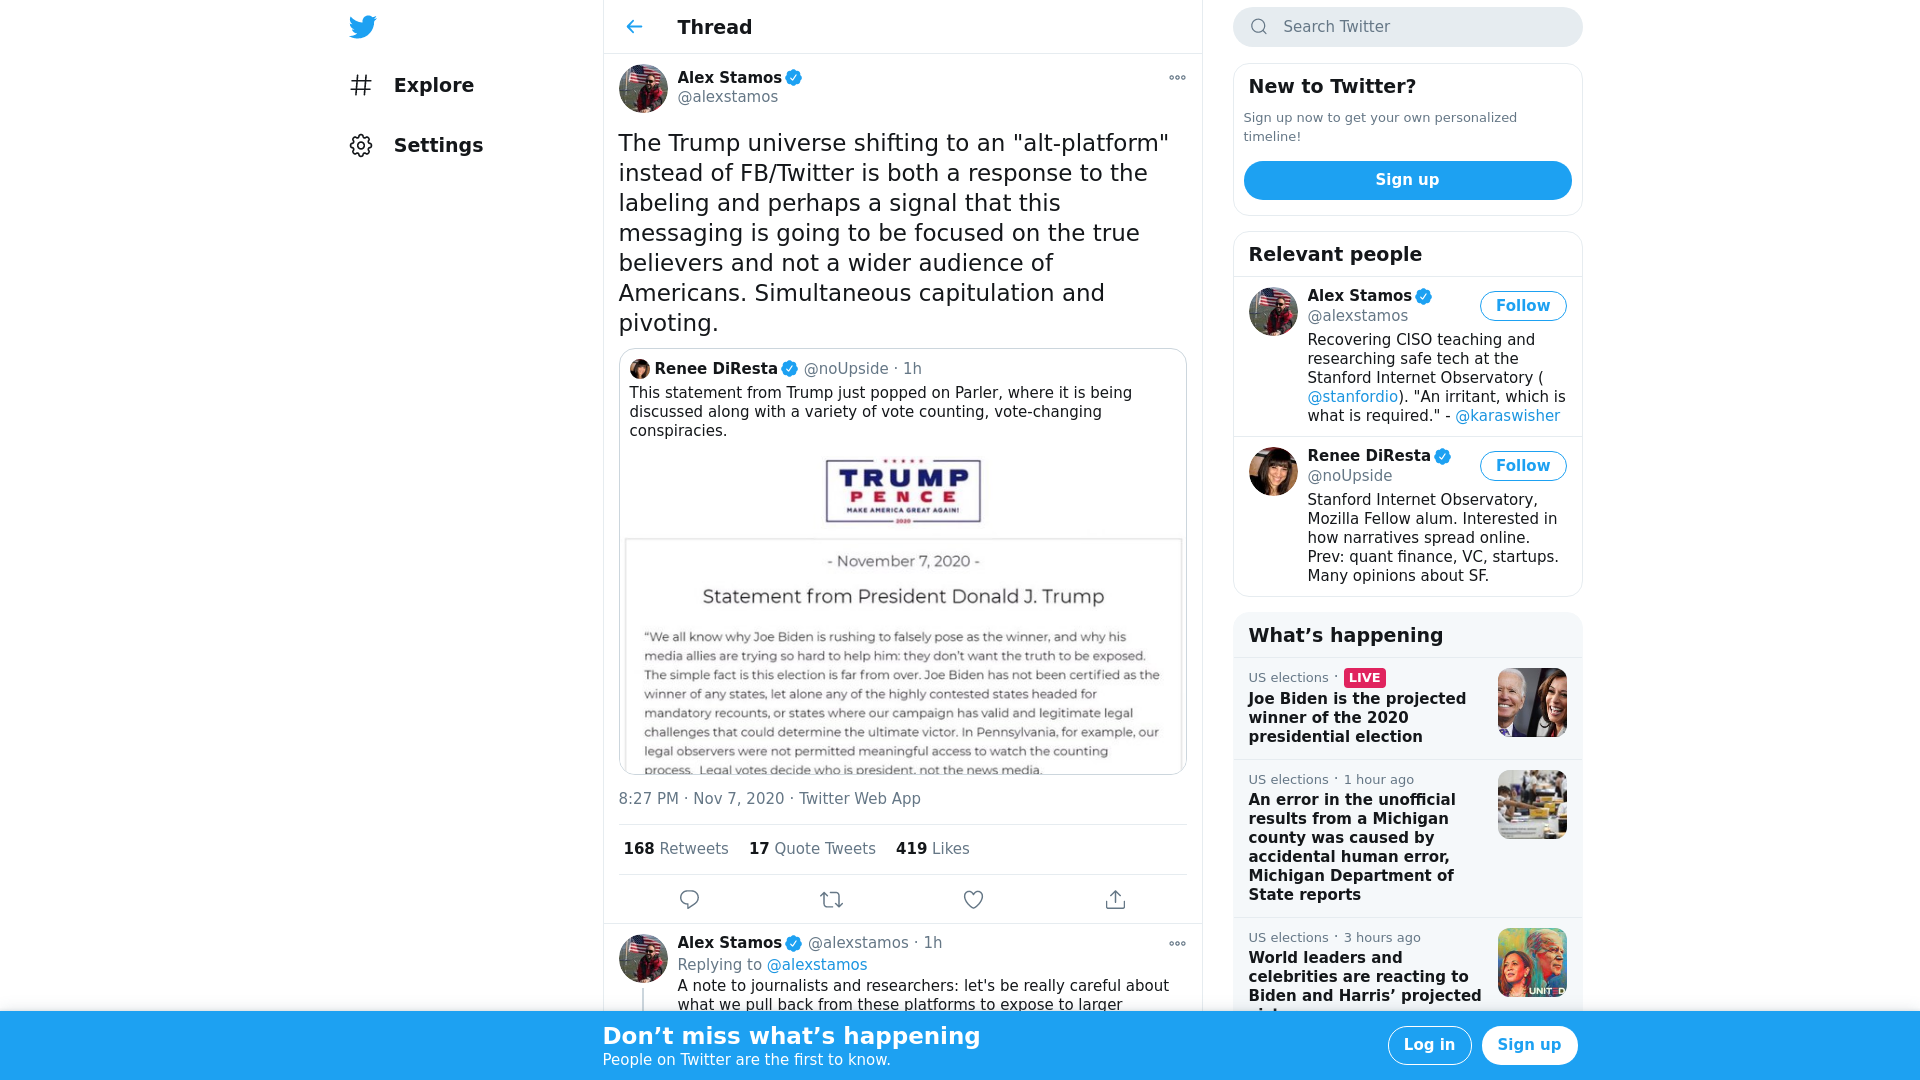 Explore
Settings
Thread
Alex Stamos
@alexstamos
The Trump universe shifting to an "alt-platform"
instead of FB/Twitter is both a response to the
labeling and perhaps a signal that this
messaging is going to be focused on the true
believers and not a wider audience of
Americans. Simultaneous capitulation and
pivoting.
Renee DiResta @noUpside · 1h
This statement from Trump just popped on Parler, where it is being
discussed along with a variety of vote counting, vote-changing
conspiracies.
TRUMP
PENCE
MAKE AMERICA GREAT AGAIN!
2020
- November 7, 2020 -
Statement from President Donald J. Trump
“We all know why Joe Biden is rushing to falsely pose as the winner, and why his
media allies are trying so hard to help him: they don’t want the truth to be exposed.
The simple fact is this election is far from over. Joe Biden has not been certified as the
winner of any states, let alone any of the highly contested states headed for
mandatory recounts, or states where our campaign has valid and legitimate legal
challenges that could determine the ultimate victor. In Pennsylvania, for example, our
legal observers were not permitted meaningful access to watch the counting
process. Legal votes decide who is president, not the news media.
8:27 PM · Nov 7, 2020 · Twitter Web App
168 Retweets 17 Quote Tweets 419 Likes
Alex Stamos @alexstamos · 1h
Replying to @alexstamos
A note to journalists and researchers: let's be really careful about
what we pull back from these platforms to expose to larger
Search Twitter
New to Twitter?
Sign up now to get your own personalized
timeline!
Sign up
Relevant people
Alex Stamos
@alexstamos
Follow
Recovering CISO teaching and
researching safe tech at the
Stanford Internet Observatory (
@stanfordio). "An irritant, which is
what is required." - @karaswisher
Renee DiResta
@noUpside
Follow
Stanford Internet Observatory,
Mozilla Fellow alum. Interested in
how narratives spread online.
Prev: quant finance, VC, startups.
Many opinions about SF.
What’s happening
US elections · LIVE
Joe Biden is the projected
winner of the 2020
presidential election
US elections · 1 hour ago
An error in the unofficial
results from a Michigan
county was caused by
accidental human error,
Michigan Department of
State reports
US elections · 3 hours ago
World leaders and
celebrities are reacting to
Biden and Harris’ projected
Don’t miss what’s happening
People on Twitter are the first to know.
Log in
Sign up